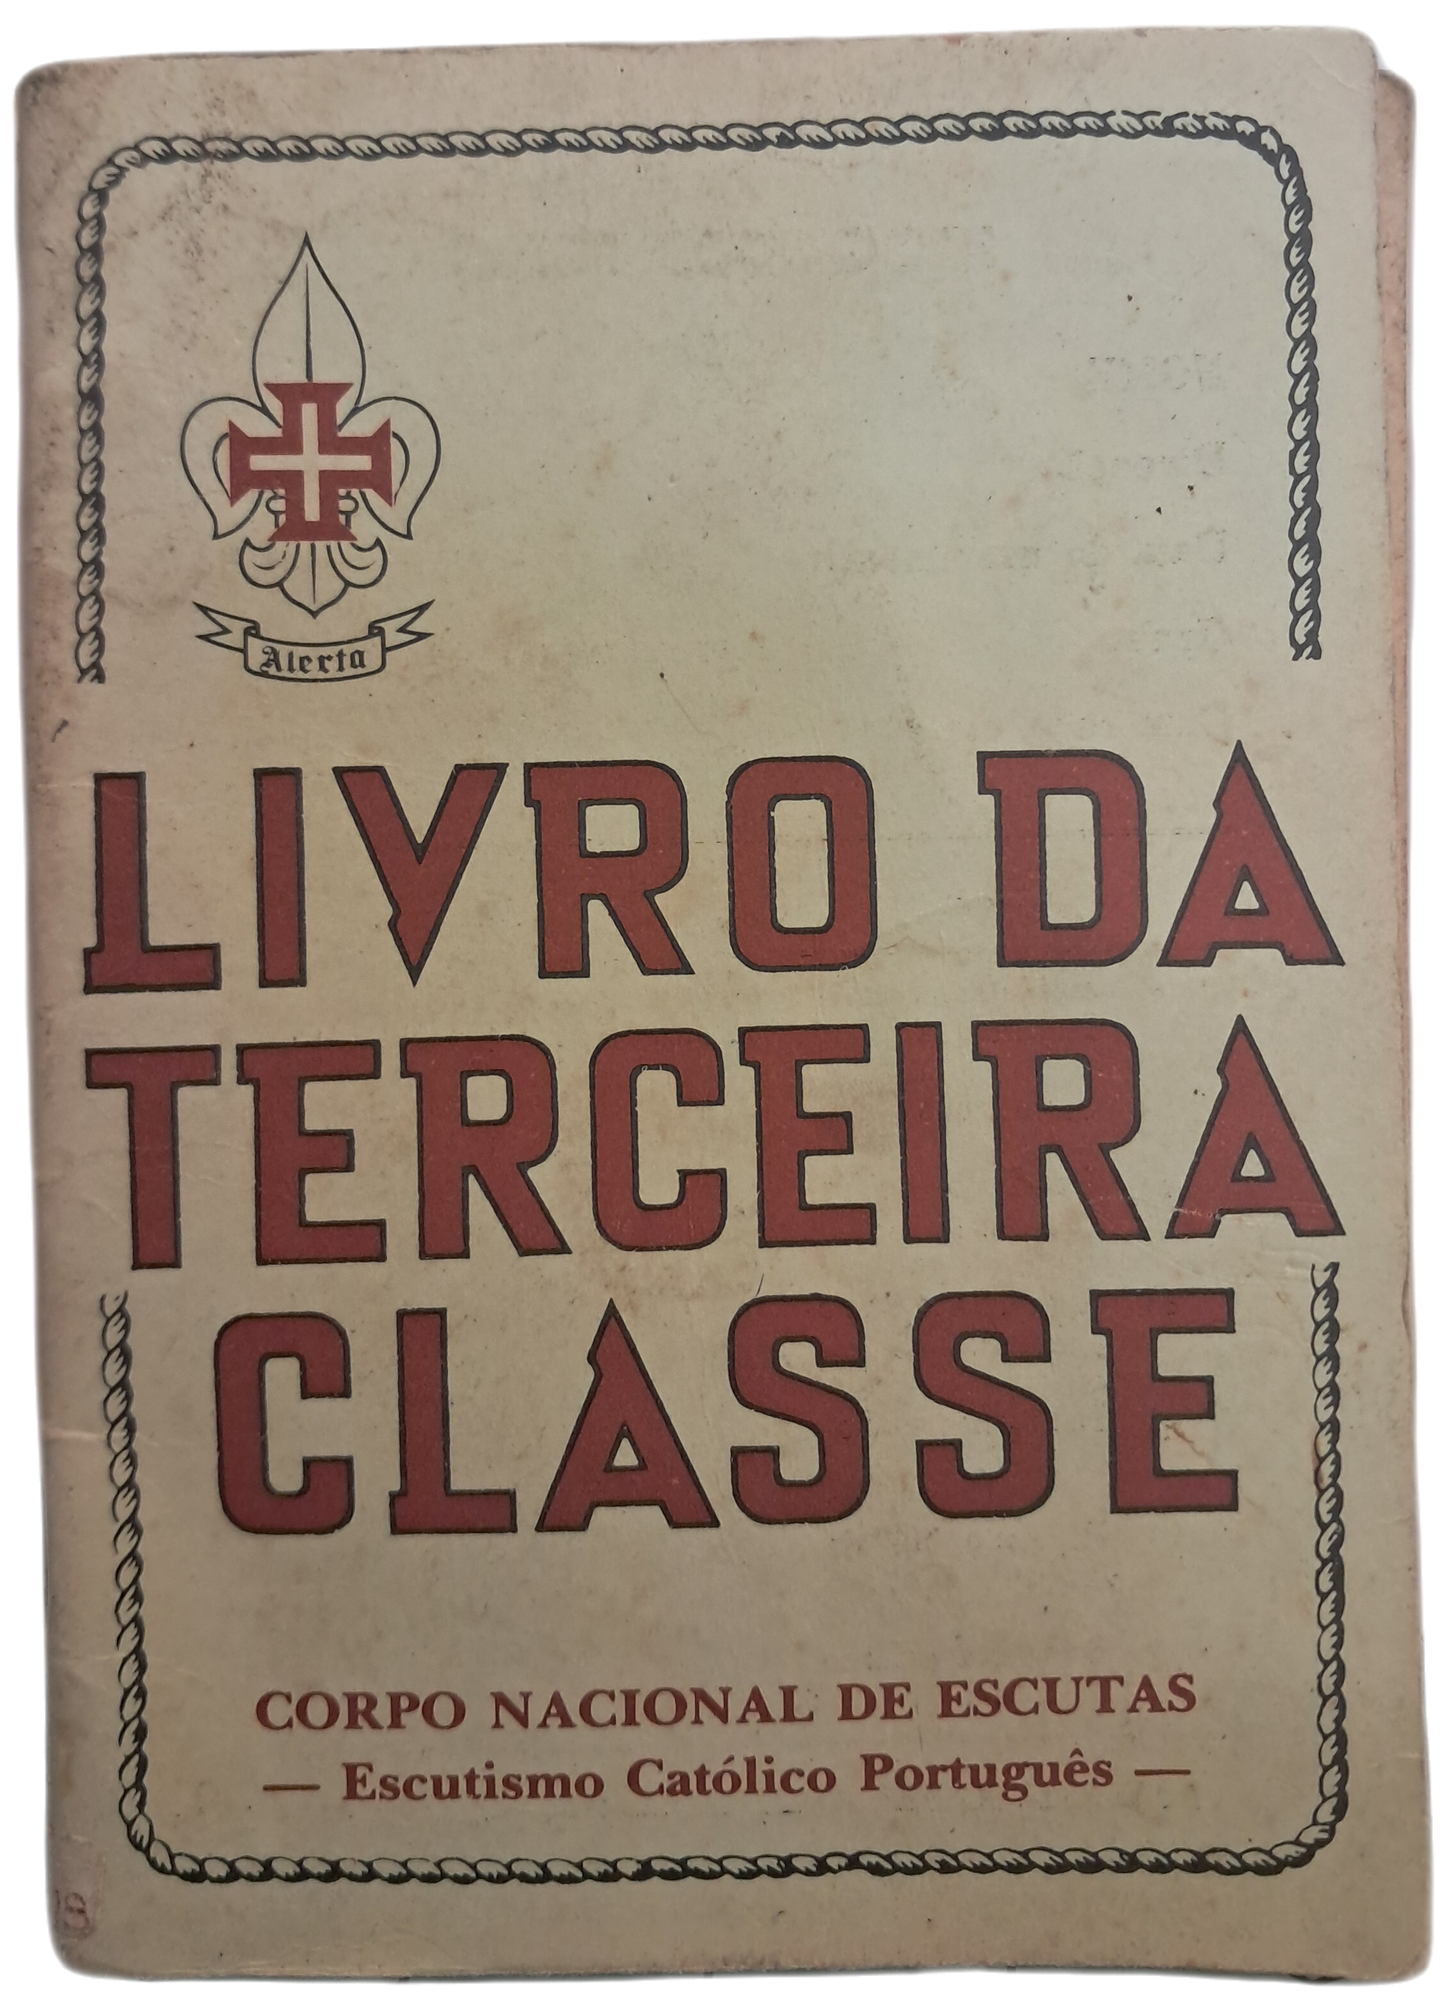 Alerta
LIVRO DA
TERCEIRA
CLASSE
CORPO NACIONAL DE ESCUTAS
— Escutismo Católico Português —